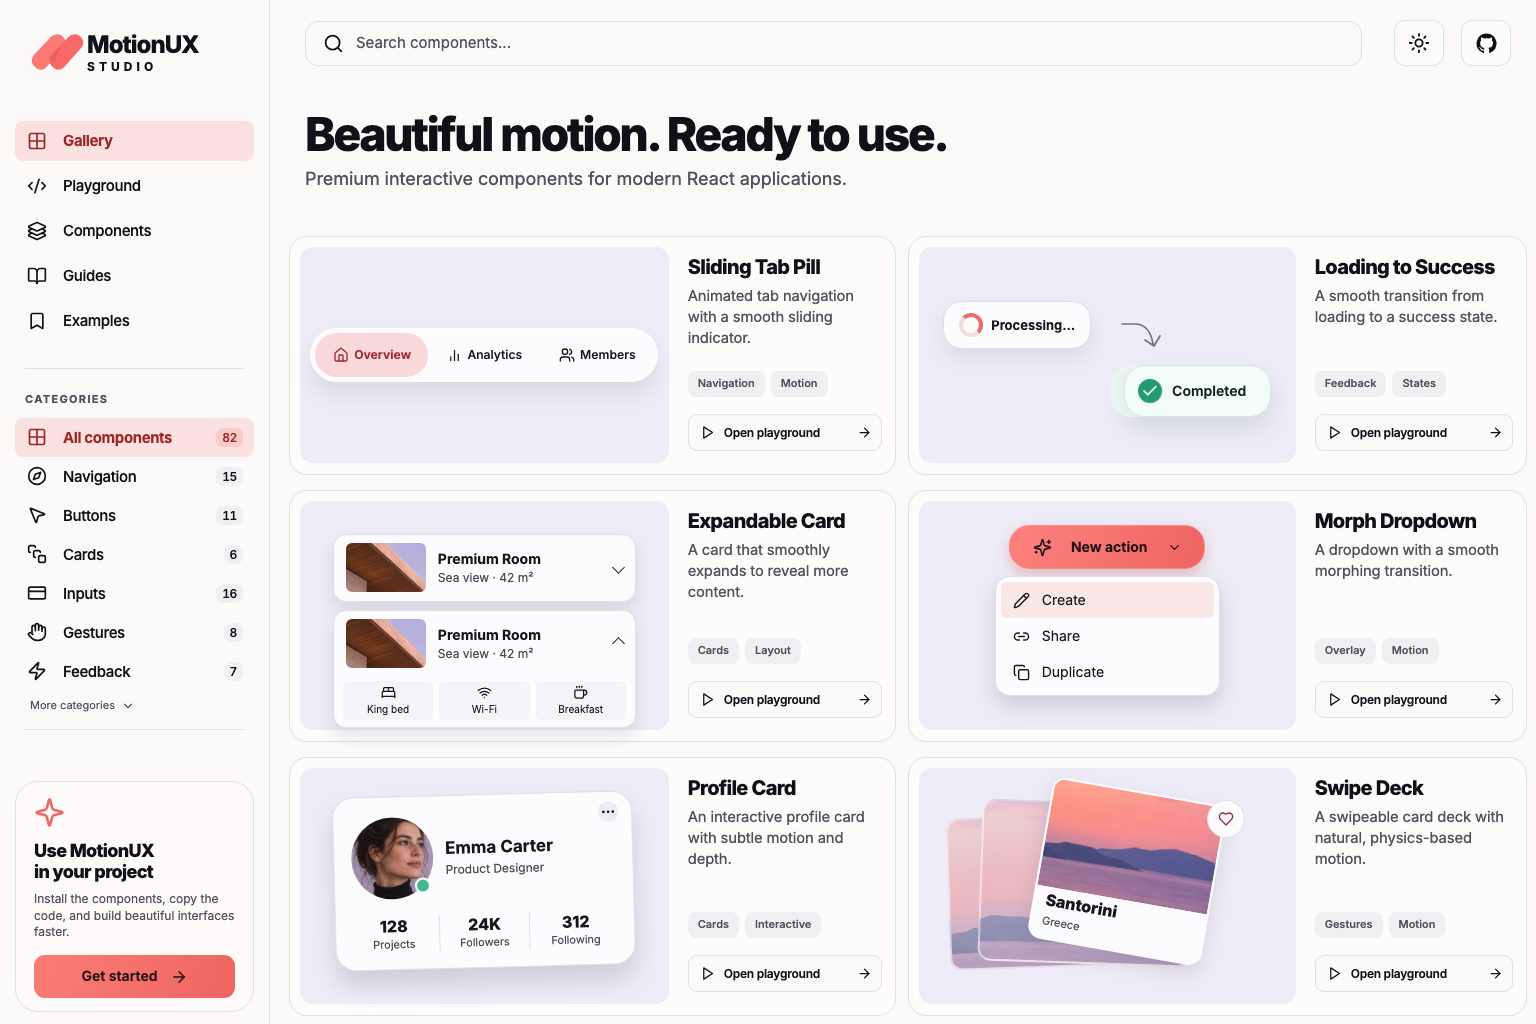 MotionUX
STUDIO
Gallery
Playground
Components
Guides
Examples
CATEGORIES
All components 82
Navigation 15
Buttons 11
Cards 6
Inputs 16
Gestures 8
Feedback 7
More categories
Use MotionUX
in your project
Install the components, copy the
code, and build beautiful interfaces
faster.
Get started
Search components...
Beautiful motion. Ready to use.
Premium interactive components for modern React applications.
Overview Analytics Members
Sliding Tab Pill
Animated tab navigation
with a smooth sliding
indicator.
Navigation Motion
Open playground
Processing...
Completed
Loading to Success
A smooth transition from
loading to a success state.
Feedback States
Open playground
Premium Room
Sea view · 42 m²
Premium Room
Sea view · 42 m²
King bed Wi-Fi Breakfast
Expandable Card
A card that smoothly
expands to reveal more
content.
Cards Layout
Open playground
New action
Create
Share
Duplicate
Morph Dropdown
A dropdown with a smooth
morphing transition.
Overlay Motion
Open playground
Emma Carter
Product Designer
128 24K 312
Projects Followers Following
Profile Card
An interactive profile card
with subtle motion and
depth.
Cards Interactive
Open playground
Santorini
Greece
Swipe Deck
A swipeable card deck with
natural, physics-based
motion.
Gestures Motion
Open playground